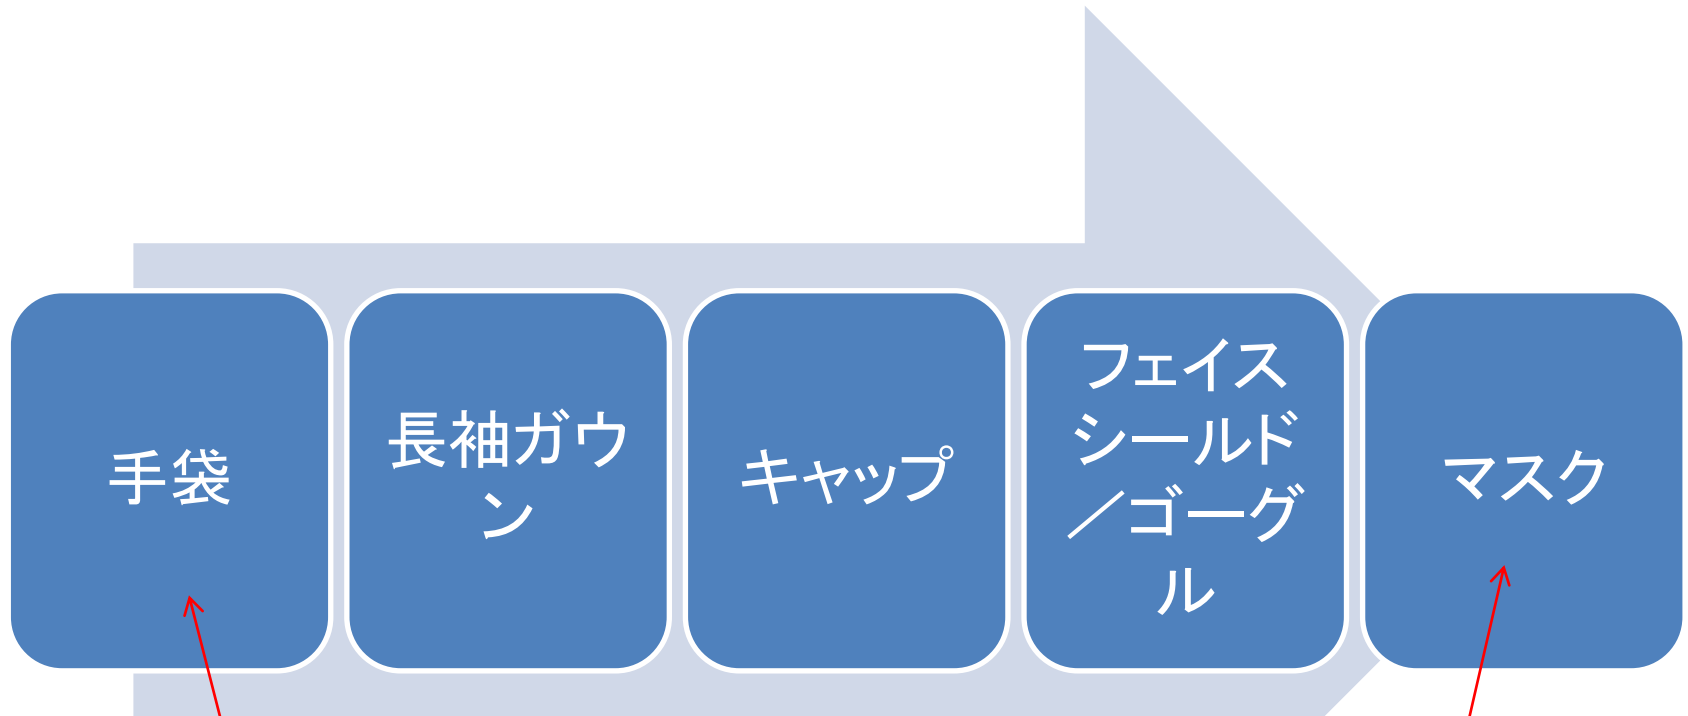 手袋
長袖ガウ
ン
キャップ
フェイス
シールド
／ゴーグ
ル
マスク